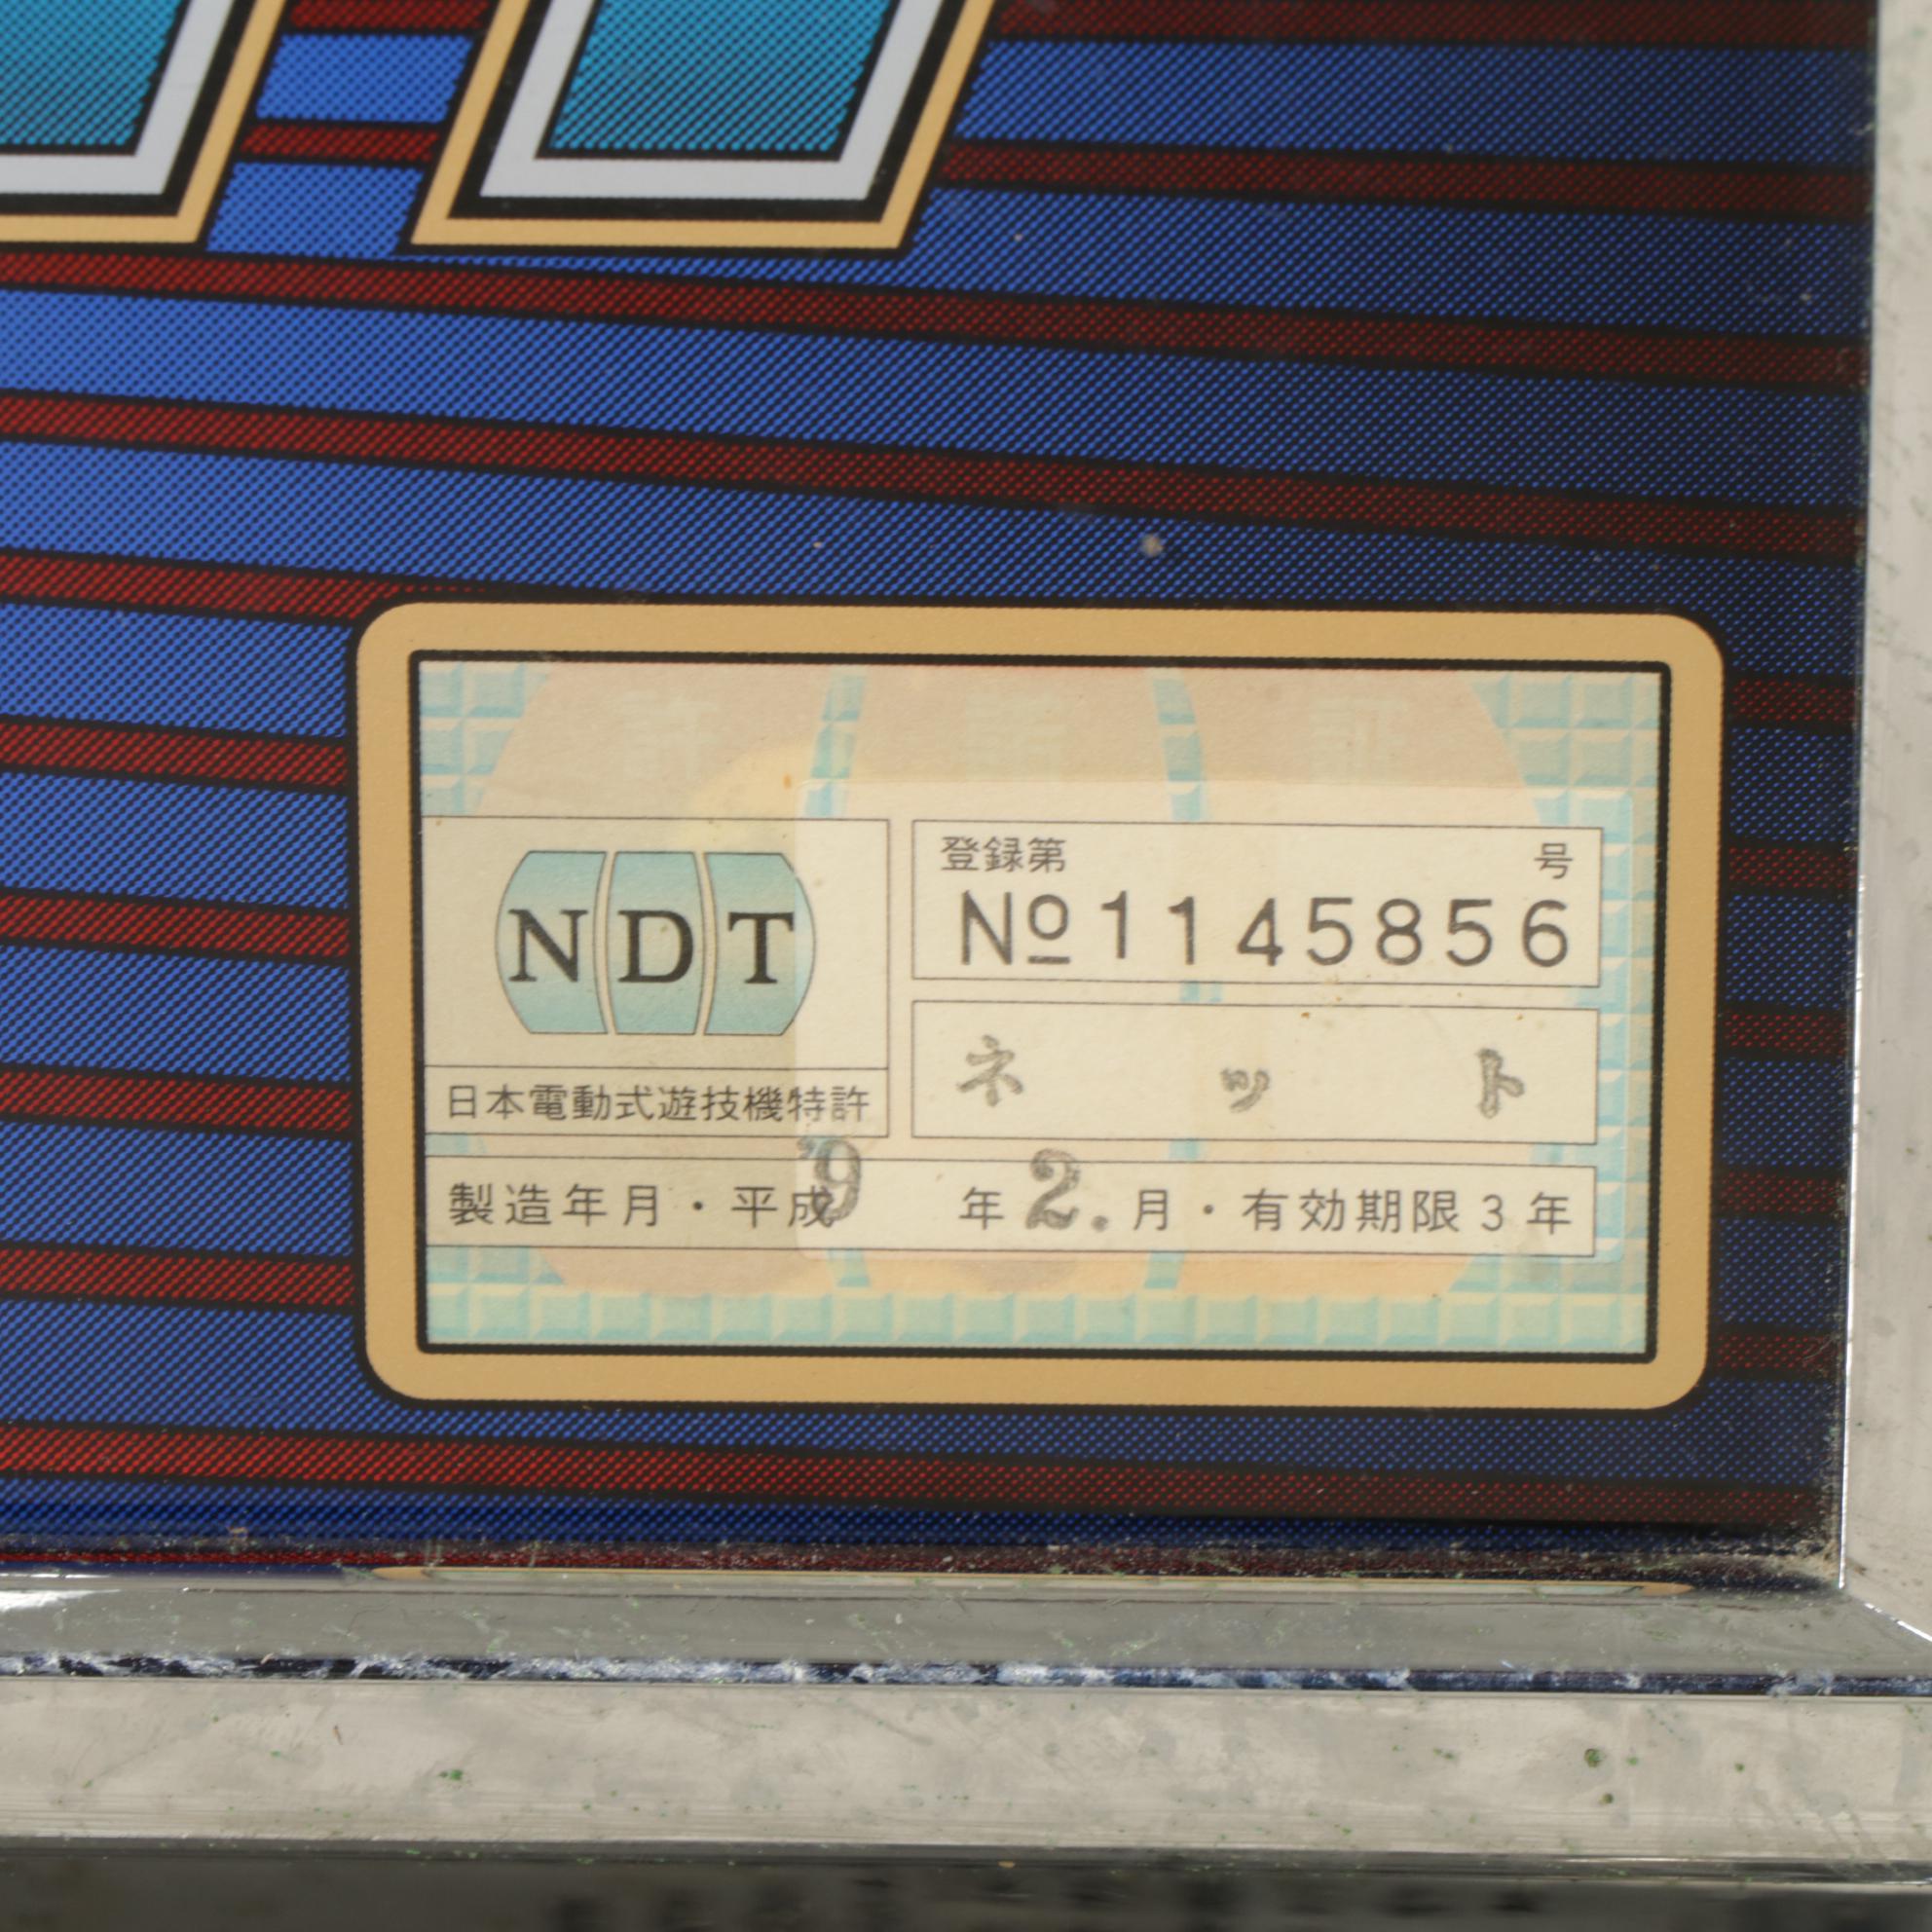 NDT
日本電動式遊技機特許
登録第 号
No1145856
ネット
製造年月・平成'9年2.月・有効期限3年